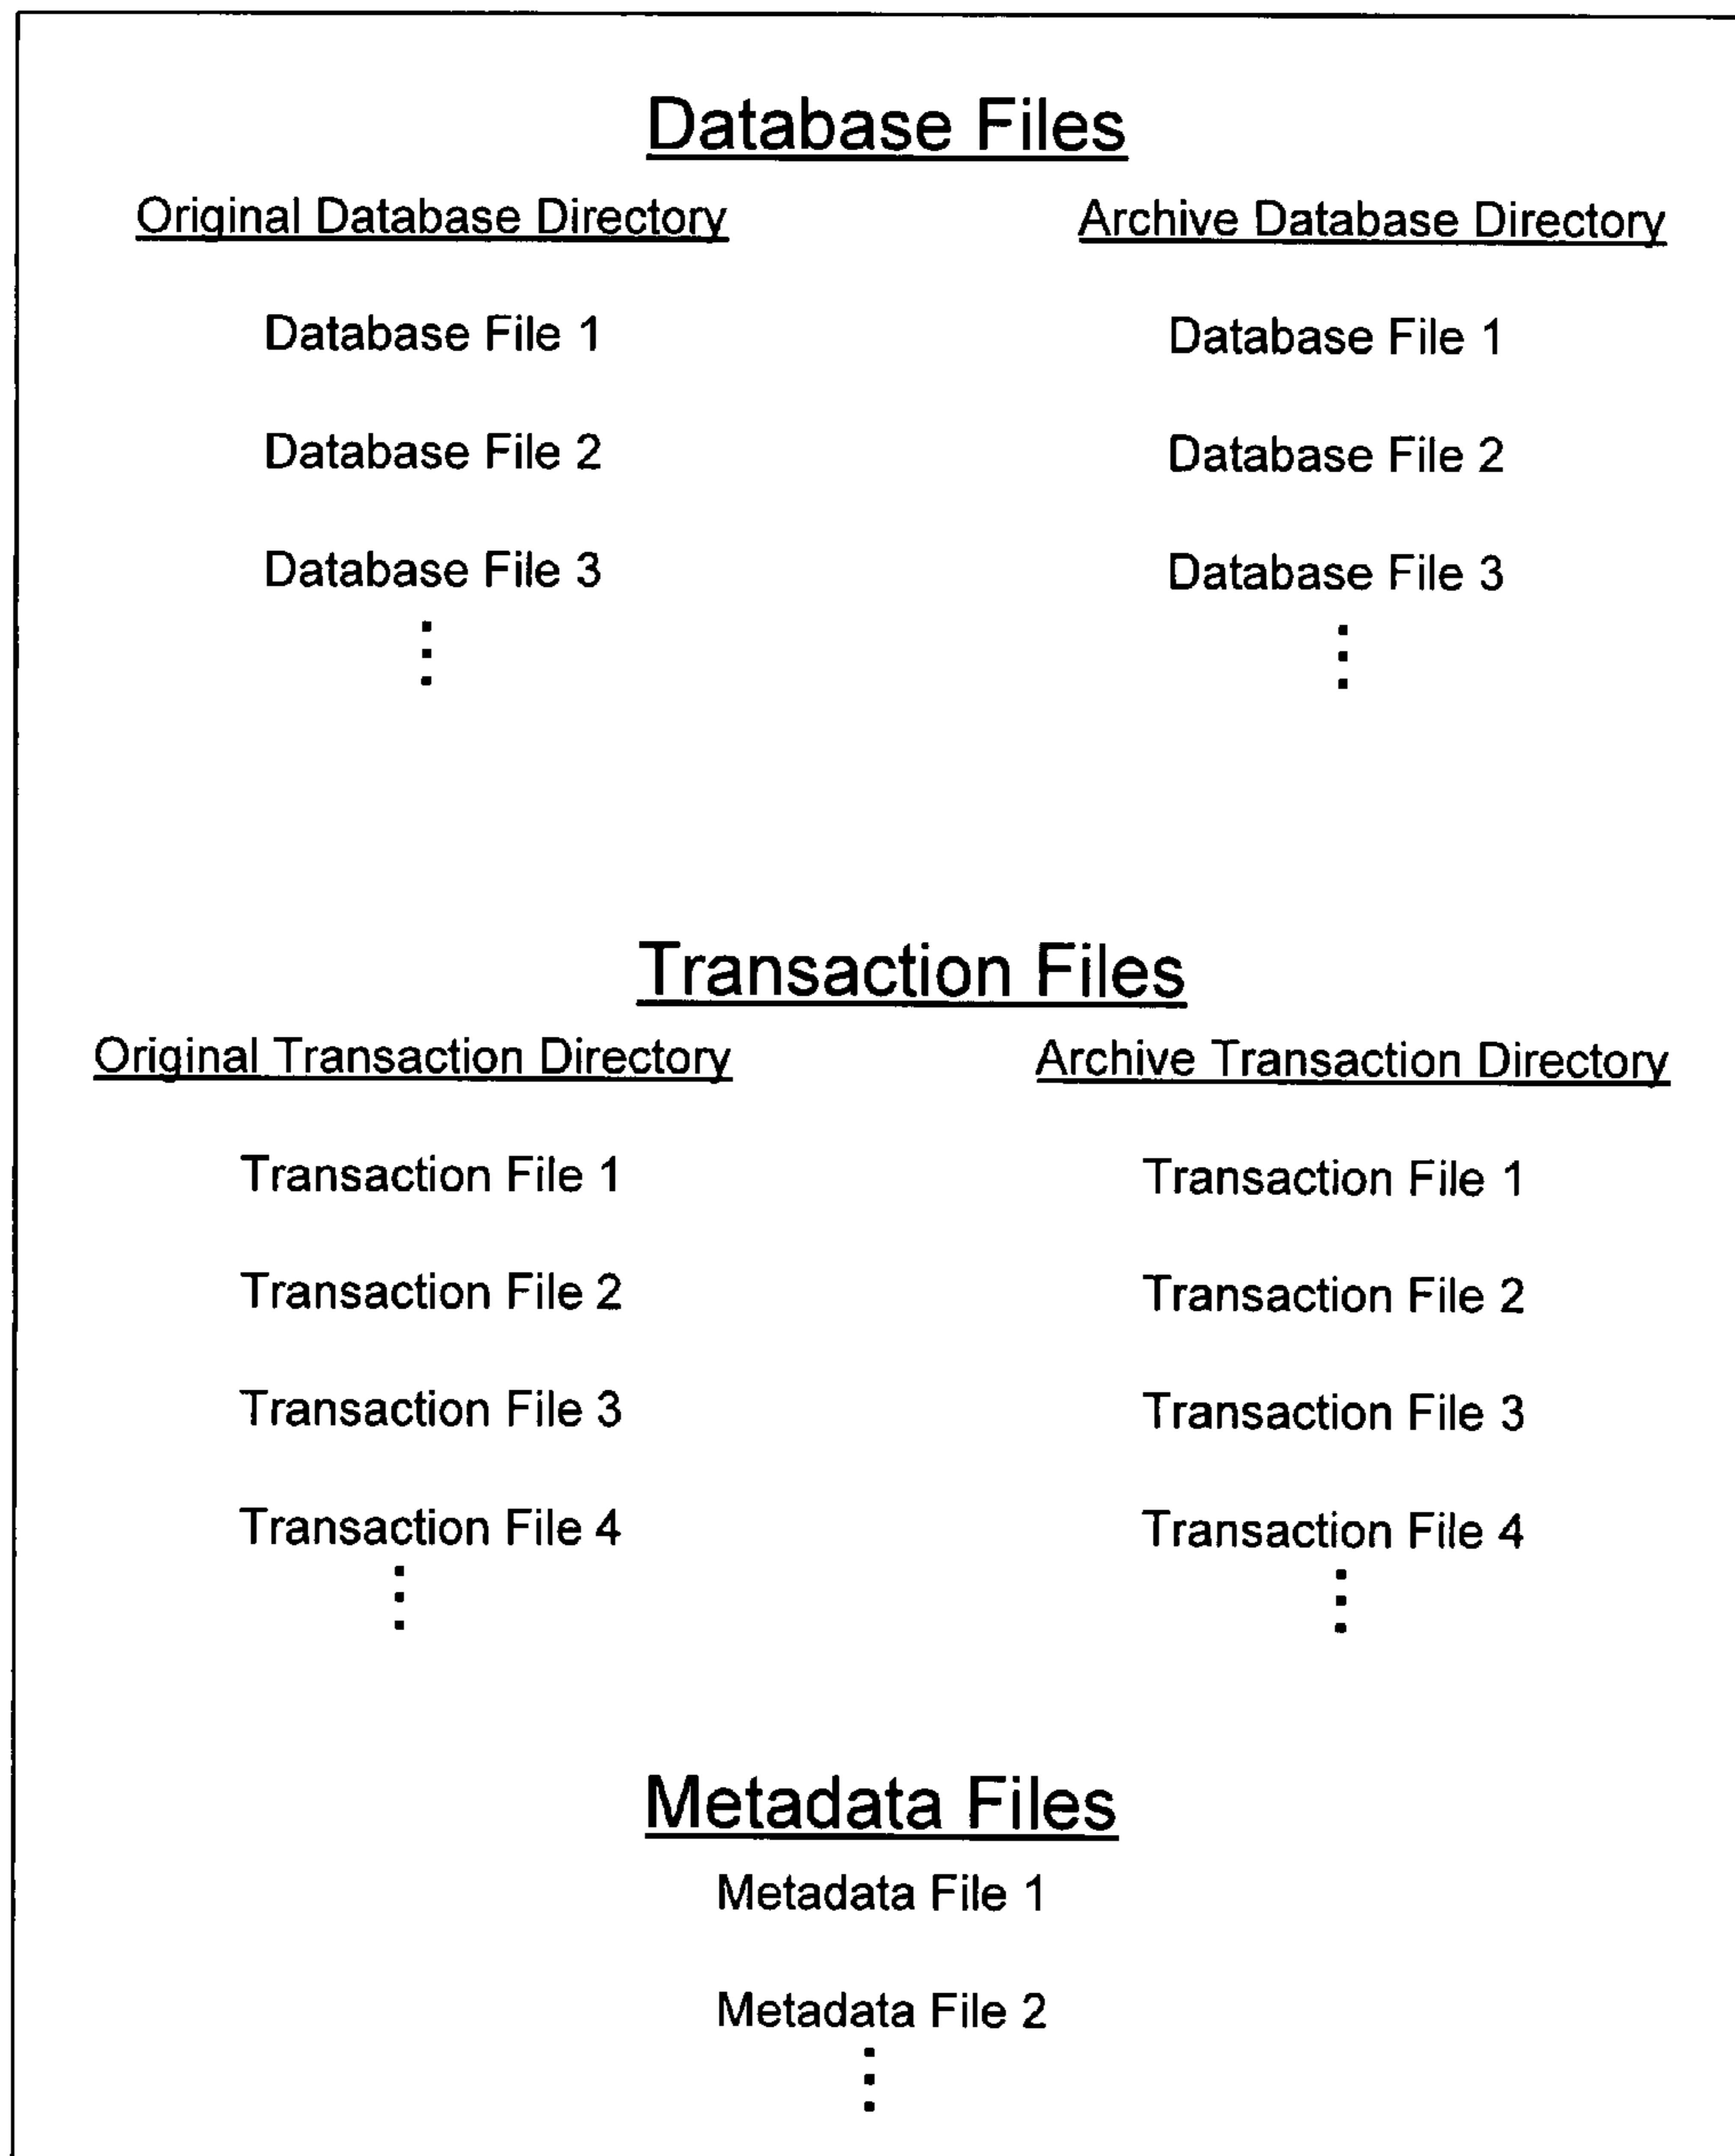 Database Files
Original Database Directory Archive Database Directory
Database File 1 Database File 1
Database File 2 Database File 2
Database File 3 Database File 3
Transaction Files
Original Transaction Directory Archive Transaction Directory
Transaction File 1 Transaction File 1
Transaction File 2 Transaction File 2
Transaction File 3 Transaction File 3
Transaction File 4 Transaction File 4
Metadata Files
Metadata File 1
Metadata File 2